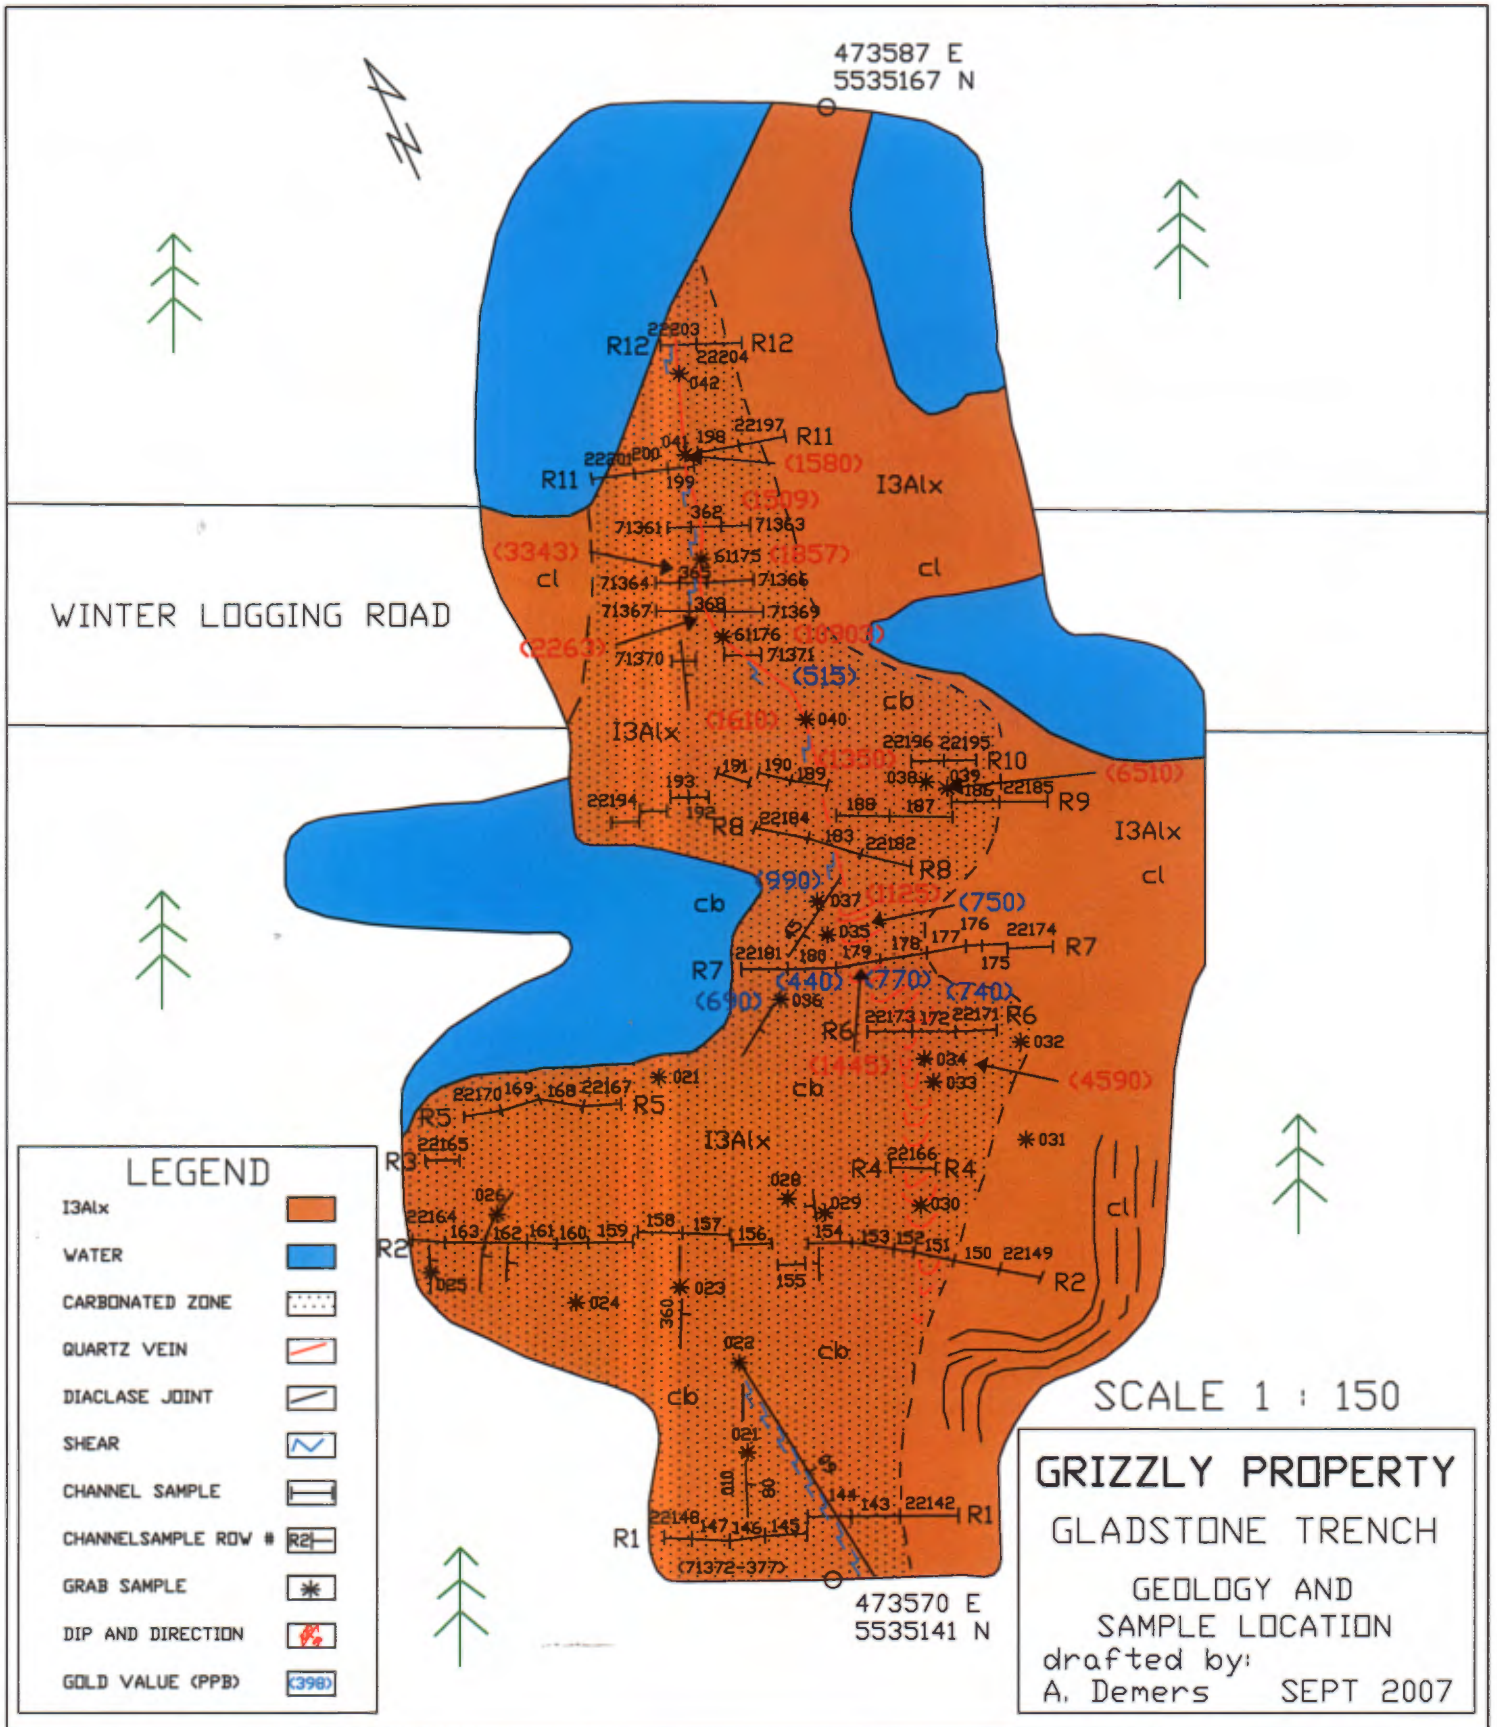 473587 E
5535167 N
22203
R12
R12
22204
042
22197
198
041
R11
(1580)
22201
200
R11
199
I3Alx
(1509)
362
71361
71363
(3343)
61175
(1857)
cl
cl
365
71364
71366
WINTER LOGGING ROAD
368
71367
71369
(2263)
61176
(10903)
71370
71371
(515)
cb
(1610)
040
I3Alx
22196
22195
R10
(1350)
191
190
189
038
039
(6510)
193
186
22185
R9
22194
192
188
187
R8
22184
183
22182
I3Alx
R8
cl
(990)
(1125)
cb
037
(750)
45
035
176
22174
178
177
R7
22181
180
179
175
R7
(440)
(770)
(740)
(690)
036
R6
22173
172
22171
R6
032
034
(1445)
033
(4590)
021
cb
22170
169
168
22167
R5
R5
I3Alx
031
22165
R3
22166
R4
R4
028
026
029
030
cl
22164
163
162
161
160
159
158
157
156
154
153
152
151
150
22149
R2
R2
155
025
023
024
360
022
cb
cb
021
010
80
144
143
22142
R1
22148
147
146
145
R1
(71372-377)
473570 E
5535141 N
LEGEND
I3Alx
WATER
CARBONATED ZONE
QUARTZ VEIN
DIACLASE JOINT
SHEAR
CHANNEL SAMPLE
CHANNELSAMPLE ROW # R2
GRAB SAMPLE
DIP AND DIRECTION
GOLD VALUE (PPB) (398)
SCALE 1 : 150
GRIZZLY PROPERTY
GLADSTONE TRENCH
GEOLOGY AND
SAMPLE LOCATION
drafted by:
A. Demers SEPT 2007